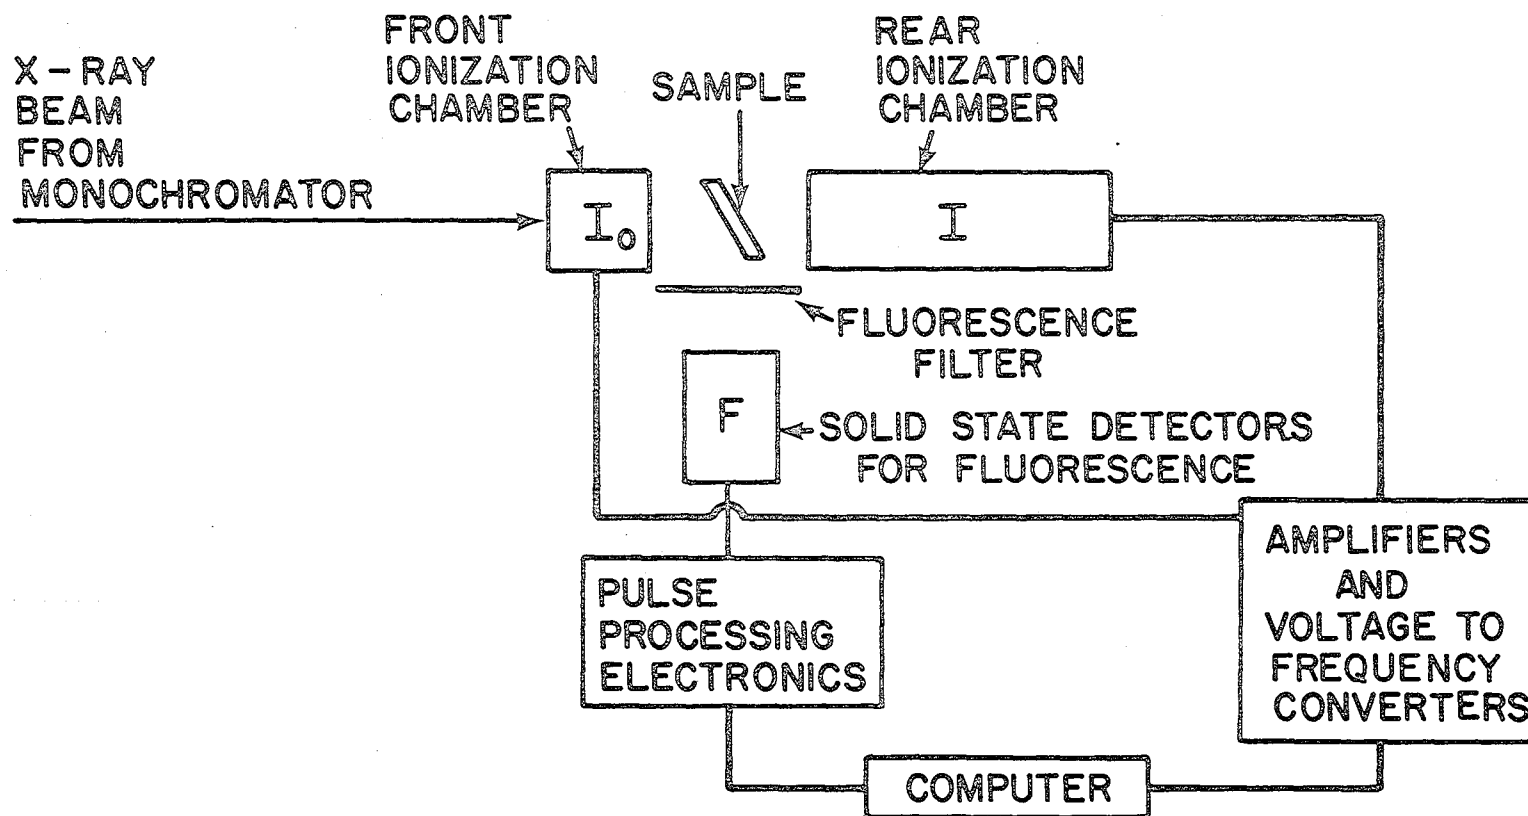 X-RAY
BEAM
FROM
MONOCHROMATOR
FRONT
IONIZATION
CHAMBER
SAMPLE
REAR
IONIZATION
CHAMBER
I₀
I
FLUORESCENCE
FILTER
F
SOLID STATE DETECTORS
FOR FLUORESCENCE
PULSE
PROCESSING
ELECTRONICS
AMPLIFIERS
AND
VOLTAGE TO
FREQUENCY
CONVERTERS
COMPUTER